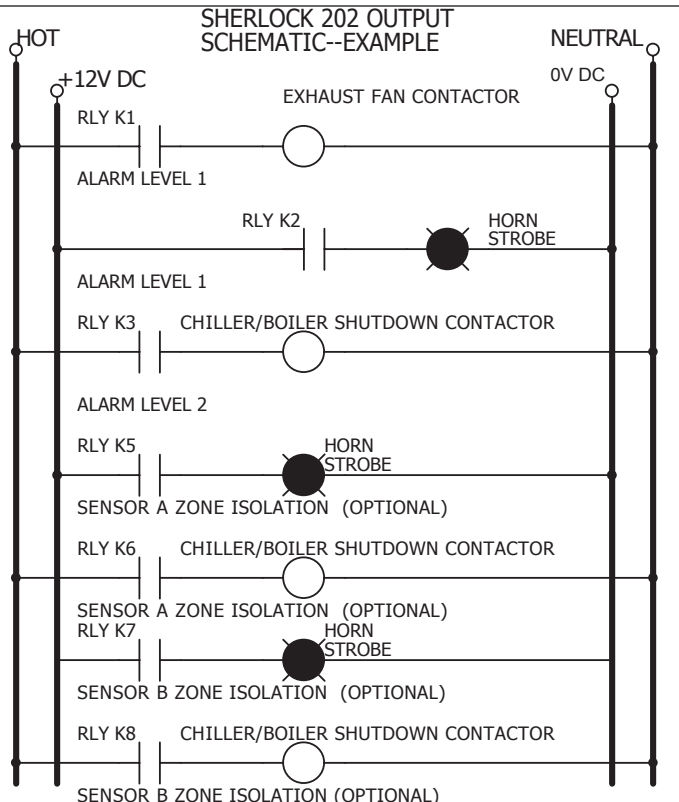 SHERLOCK 202 OUTPUT
SCHEMATIC--EXAMPLE
HOT
NEUTRAL
+12V DC
0V DC
EXHAUST FAN CONTACTOR
RLY K1
ALARM LEVEL 1
RLY K2
HORN
STROBE
ALARM LEVEL 1
RLY K3
CHILLER/BOILER SHUTDOWN CONTACTOR
ALARM LEVEL 2
RLY K5
HORN
STROBE
SENSOR A ZONE ISOLATION (OPTIONAL)
RLY K6
CHILLER/BOILER SHUTDOWN CONTACTOR
SENSOR A ZONE ISOLATION (OPTIONAL)
RLY K7
HORN
STROBE
SENSOR B ZONE ISOLATION (OPTIONAL)
RLY K8
CHILLER/BOILER SHUTDOWN CONTACTOR
SENSOR B ZONE ISOLATION (OPTIONAL)